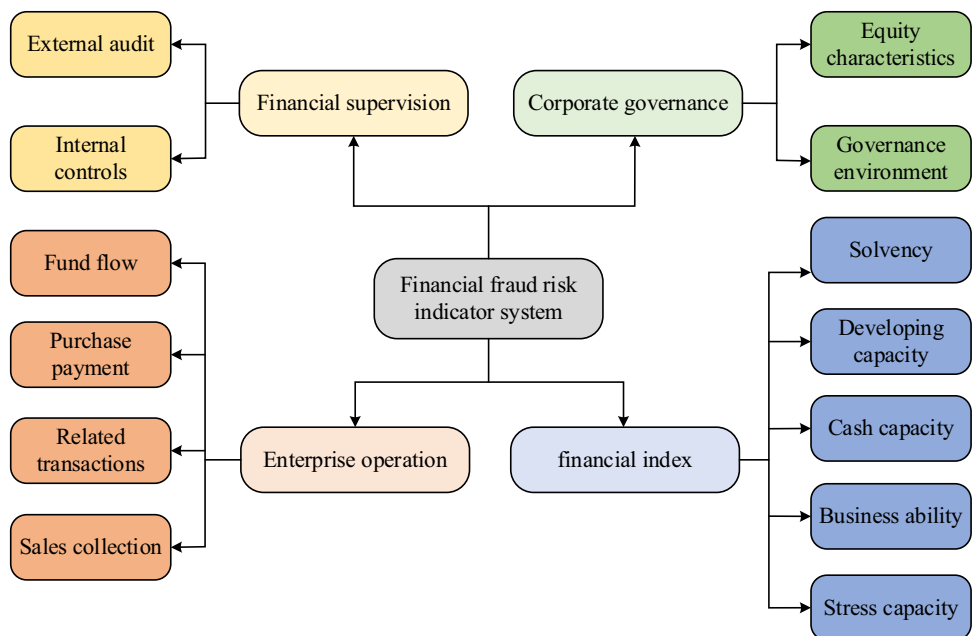 External audit
Financial supervision
Internal
controls
Corporate governance
Equity
characteristics
Governance
environment
Financial fraud risk
indicator system
Fund flow
Purchase
payment
Related
transactions
Sales collection
Enterprise operation
financial index
Solvency
Developing
capacity
Cash capacity
Business ability
Stress capacity